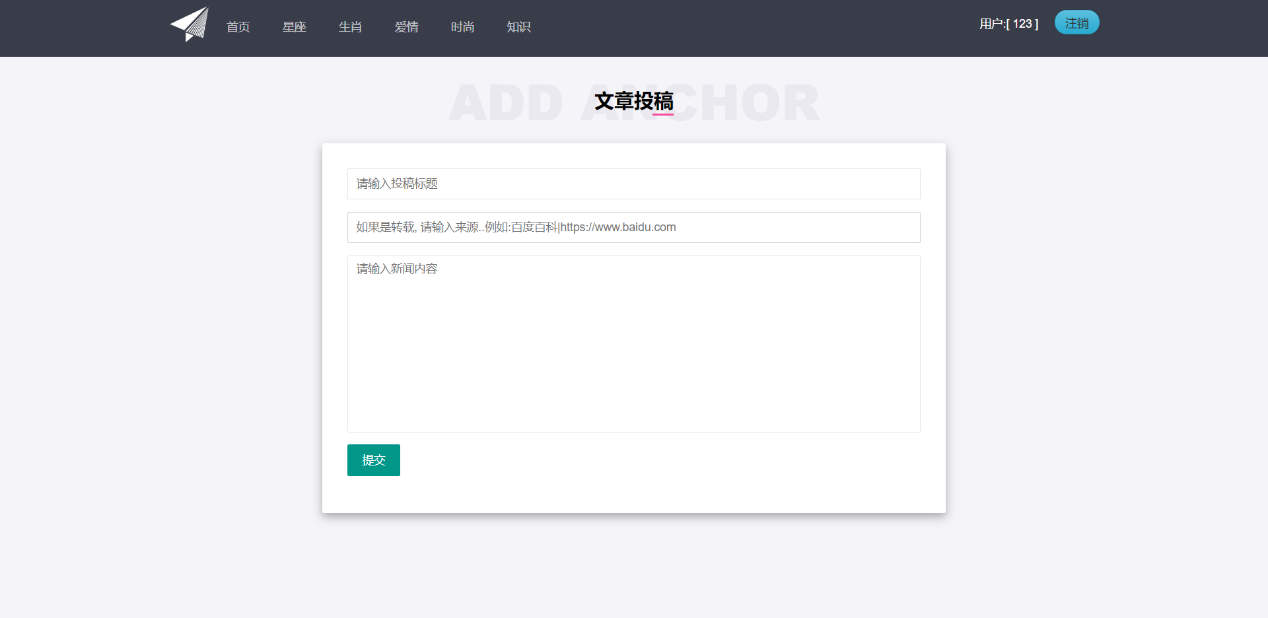 首页 星座 生肖 爱情 时尚 知识 用户:[ 123 ] 注销
ADD ANCHOR
文章投稿
请输入投稿标题
如果是转载, 请输入来源..例如:百度百科|https://www.baidu.com
请输入新闻内容
提交